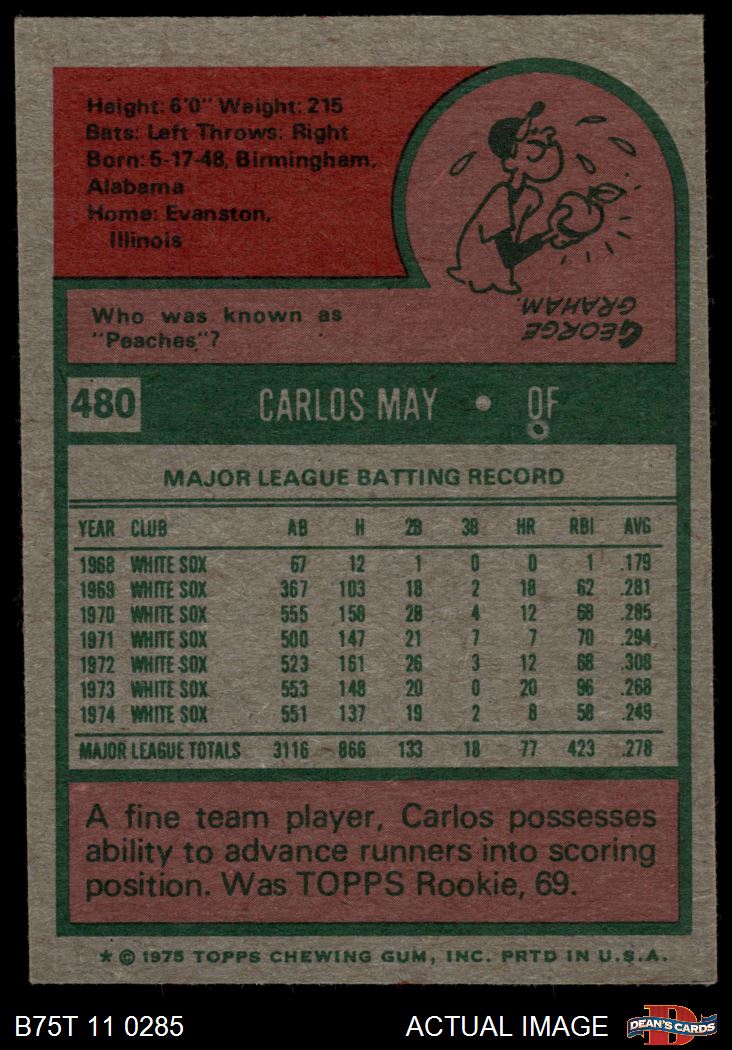 Height: 6'0" Weight: 215
Bats: Left Throws: Right
Born: 5-17-48, Birmingham,
Alabama
Home: Evanston,
Illinois
Who was known as
"Peaches"?
GEORGE
GRAHAM.
480 CARLOS MAY • OF
MAJOR LEAGUE BATTING RECORD
YEAR CLUB AB H 2B 3B HR RBI AVG
1968 WHITE SOX 67 12 1 0 0 1 .179
1969 WHITE SOX 367 103 18 2 18 62 .281
1970 WHITE SOX 555 158 28 4 12 68 .285
1971 WHITE SOX 500 147 21 7 7 70 .294
1972 WHITE SOX 523 161 26 3 12 68 .308
1973 WHITE SOX 553 148 20 0 20 96 .268
1974 WHITE SOX 551 137 19 2 8 58 .249
MAJOR LEAGUE TOTALS 3116 866 133 18 77 423 .278
A fine team player, Carlos possesses
ability to advance runners into scoring
position. Was TOPPS Rookie, 69.
* © 1975 TOPPS CHEWING GUM, INC. PRTD IN U.S.A.
B75T 11 0285 ACTUAL IMAGE D DEAN'S CARDS